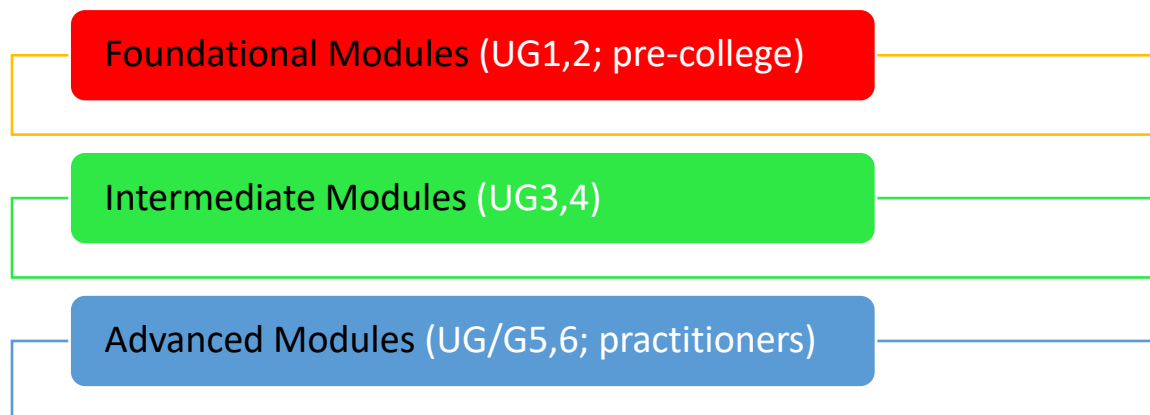 Foundational Modules (UG1,2; pre-college)
Intermediate Modules (UG3,4)
Advanced Modules (UG/G5,6; practitioners)